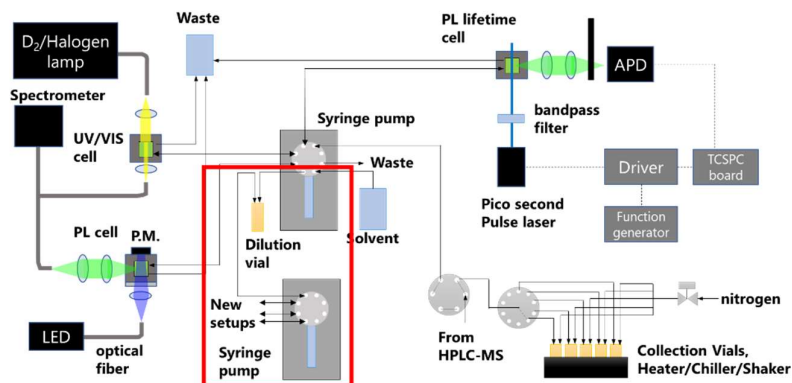 D2/Halogen
lamp
Waste
PL lifetime
cell
APD
Spectrometer
UV/VIS
cell
Syringe pump
bandpass
filter
Waste
Driver
TCSPC
board
Pico second
Pulse laser
Function
generator
PL cell
P.M.
Dilution
vial
Solvent
LED
optical
fiber
New
setups
Syringe
pump
From
HPLC-MS
nitrogen
Collection Vials,
Heater/Chiller/Shaker